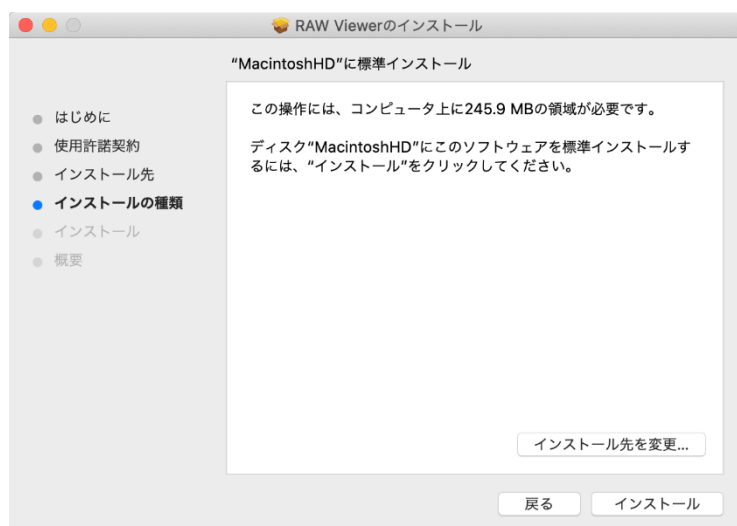 RAW Viewerのインストール
“MacintoshHD”に標準インストール
はじめに
使用許諾契約
インストール先
インストールの種類
インストール
概要
この操作には、コンピュータ上に245.9 MBの領域が必要です。
ディスク“MacintoshHD”にこのソフトウェアを標準インストールす
るには、“インストール”をクリックしてください。
インストール先を変更...
戻る
インストール